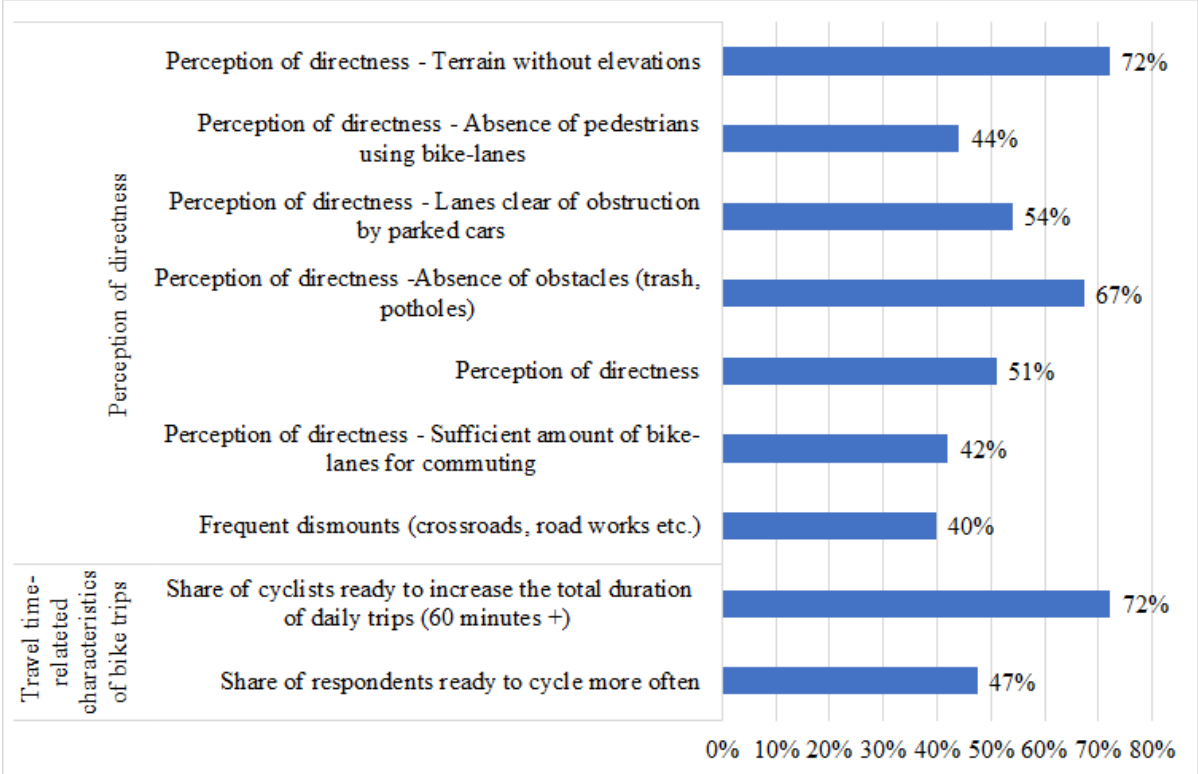 Perception of directness
Perception of directness - Terrain without elevations
72%
Perception of directness - Absence of pedestrians
using bike-lanes
44%
Perception of directness - Lanes clear of obstruction
by parked cars
54%
Perception of directness -Absence of obstacles (trash,
potholes)
67%
Perception of directness
51%
Perception of directness - Sufficient amount of bike-
lanes for commuting
42%
Frequent dismounts (crossroads, road works etc.)
40%
Travel time-
relateted
characteristics
of bike trips
Share of cyclists ready to increase the total duration
of daily trips (60 minutes +)
72%
Share of respondents ready to cycle more often
47%
0% 10% 20% 30% 40% 50% 60% 70% 80%